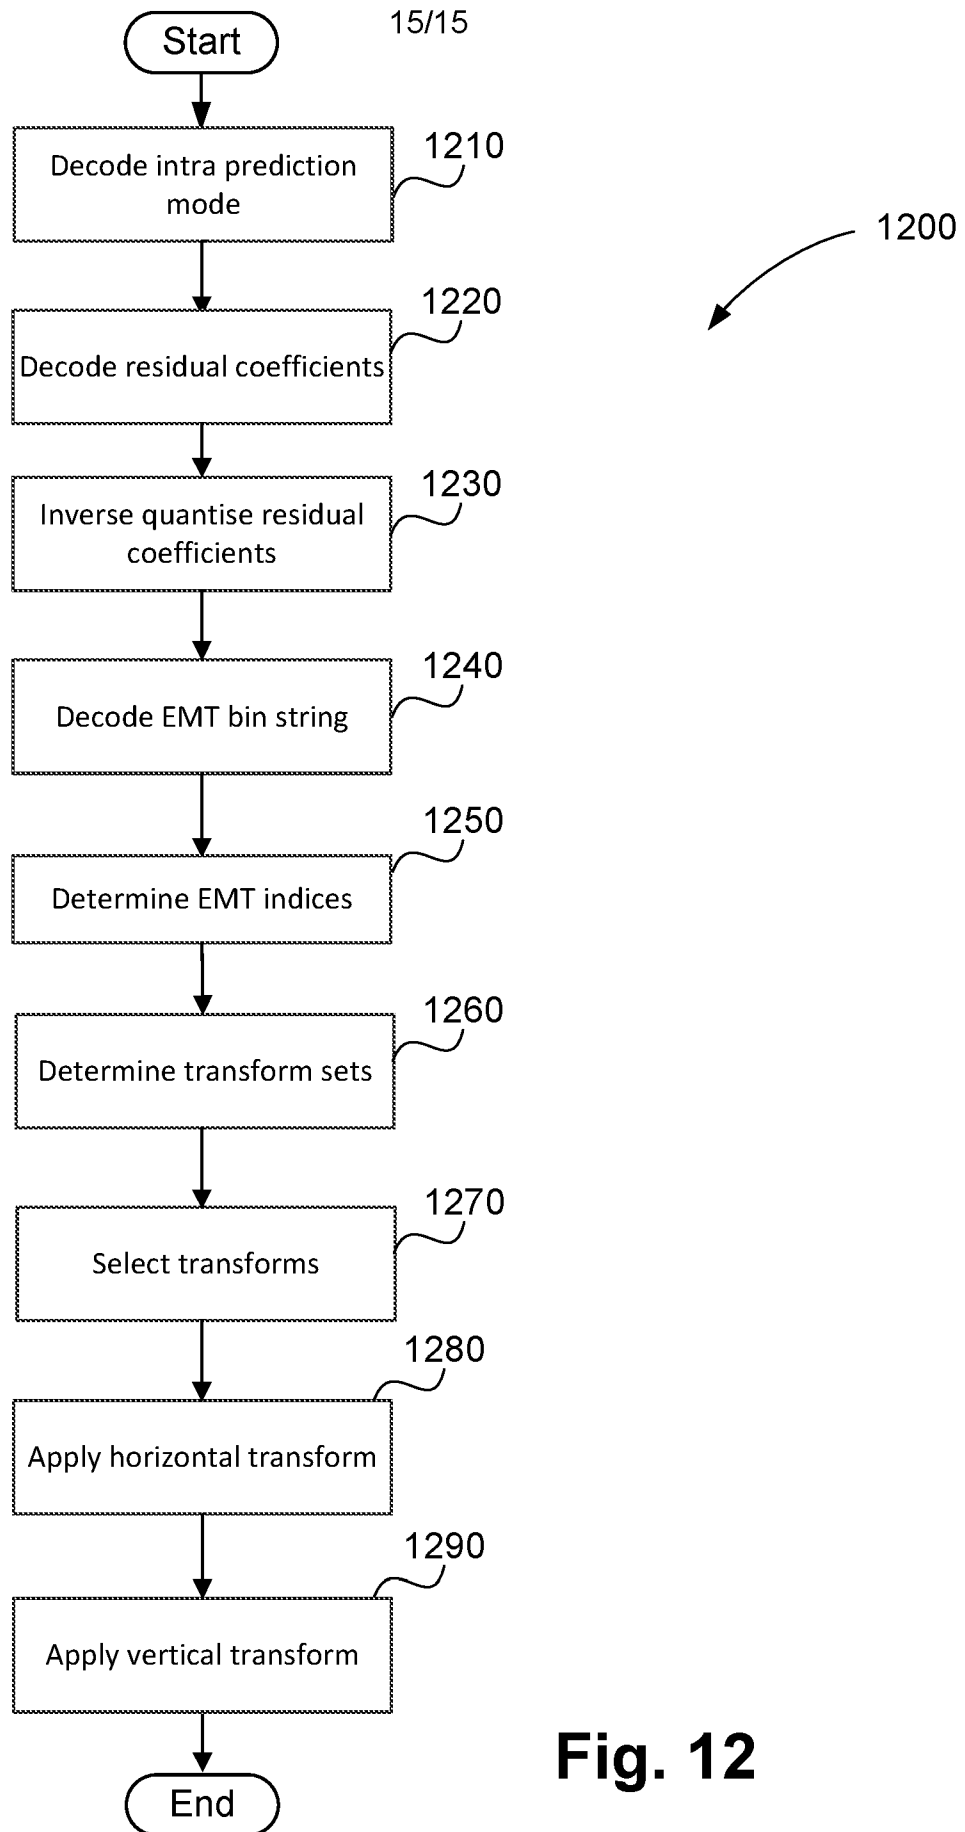 15/15
Start
1210
Decode intra prediction
mode
1200
1220
Decode residual coefficients
1230
Inverse quantise residual
coefficients
1240
Decode EMT bin string
1250
Determine EMT indices
1260
Determine transform sets
1270
Select transforms
1280
Apply horizontal transform
1290
Apply vertical transform
Fig. 12
End